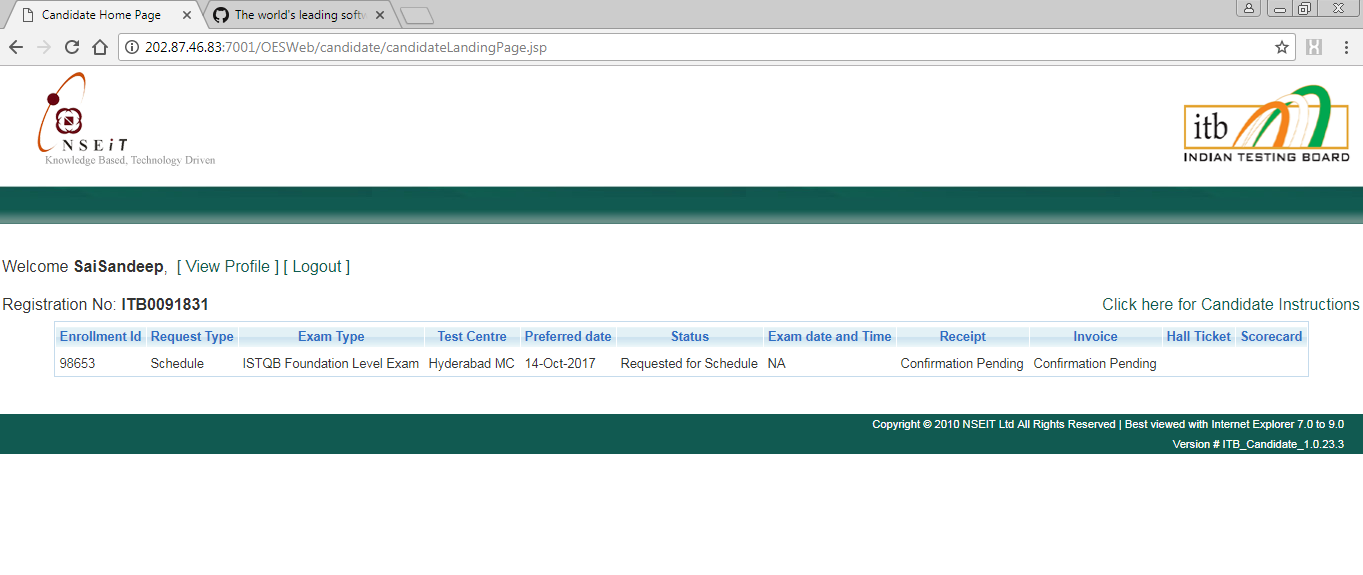 Candidate Home Page
The world's leading softw
202.87.46.83:7001/OESWeb/candidate/candidateLandingPage.jsp
NSEiT
Knowledge Based, Technology Driven
itb
INDIAN TESTING BOARD
Welcome SaiSandeep, [ View Profile ] [ Logout ]
Registration No: ITB0091831 Click here for Candidate Instructions
Enrollment Id Request Type Exam Type Test Centre Preferred date Status Exam date and Time Receipt Invoice Hall Ticket Scorecard
98653 Schedule ISTQB Foundation Level Exam Hyderabad MC 14-Oct-2017 Requested for Schedule NA Confirmation Pending Confirmation Pending
Copyright © 2010 NSEIT Ltd All Rights Reserved | Best viewed with Internet Explorer 7.0 to 9.0
Version # ITB_Candidate_1.0.23.3